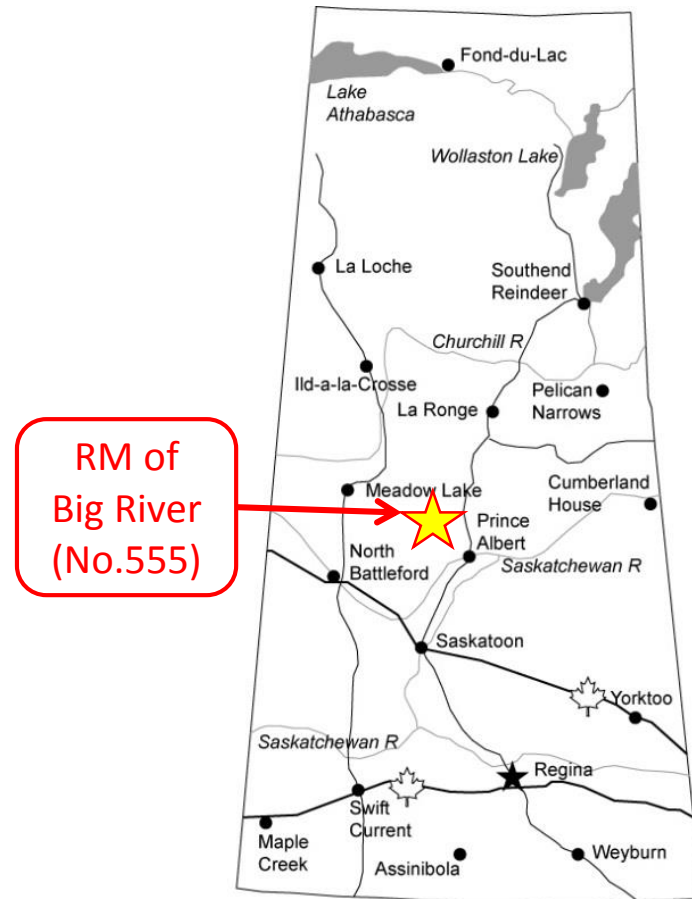 Fond-du-Lac
Lake
Athabasca
Wollaston Lake
La Loche
Southend
Reindeer
Churchill R
Ild-a-la-Crosse
La Ronge
Pelican
Narrows
RM of
Big River
(No.555)
Meadow Lake
Cumberland
House
Prince
Albert
North
Battleford
Saskatchewan R
Saskatoon
Yorktoo
Saskatchewan R
Regina
Swift
Current
Maple
Creek
Assinibola
Weyburn